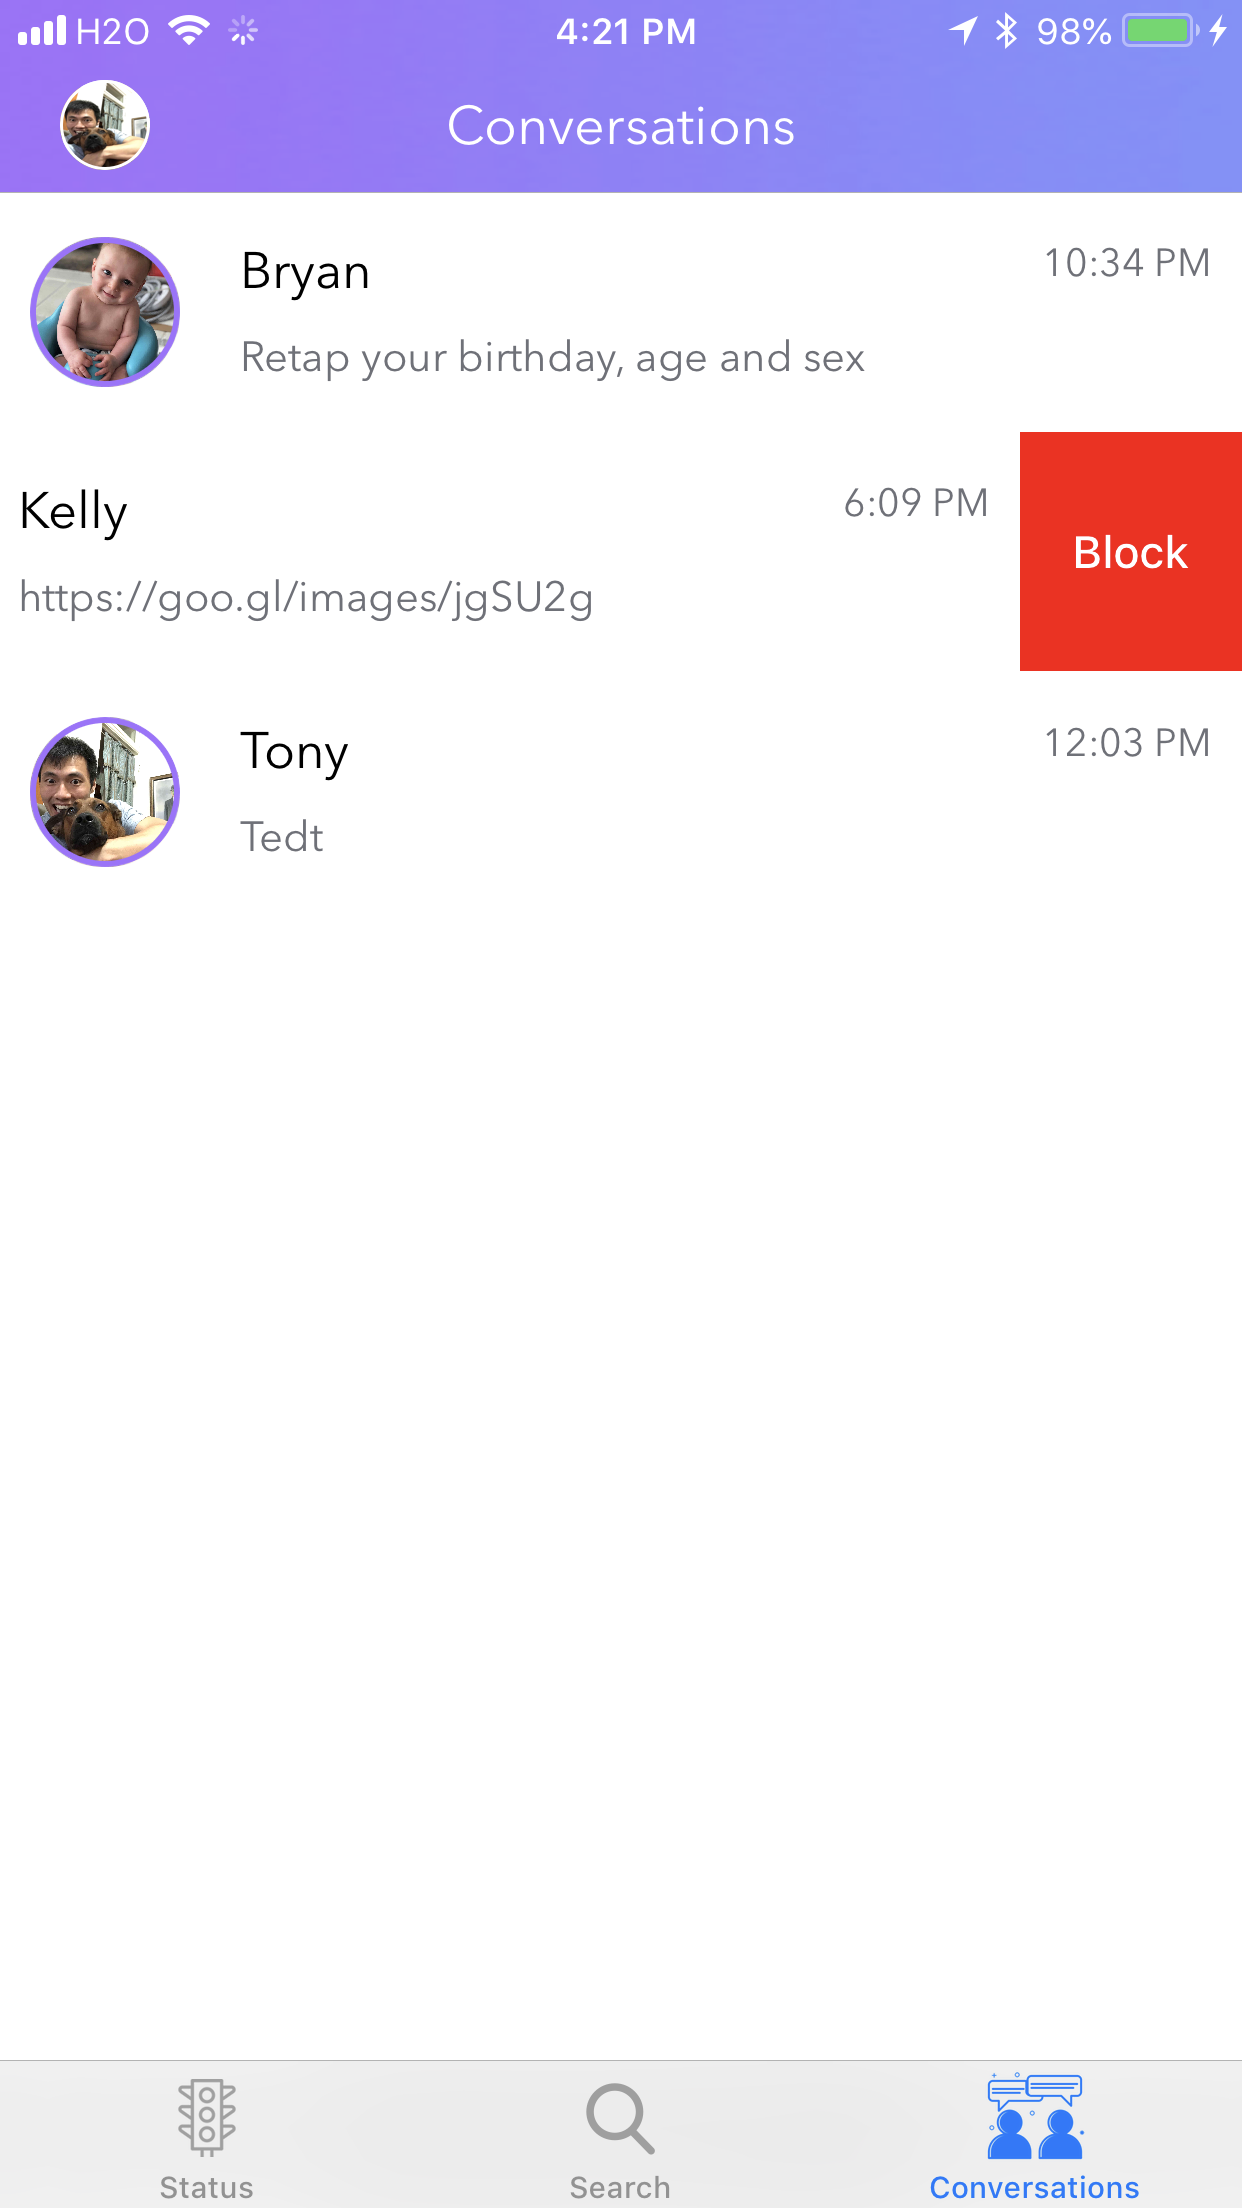 H2O 4:21 PM 98%
Conversations
Bryan 10:34 PM
Retap your birthday, age and sex
Kelly 6:09 PM
Block
https://goo.gl/images/jgSU2g
Tony 12:03 PM
Tedt
Status Search Conversations